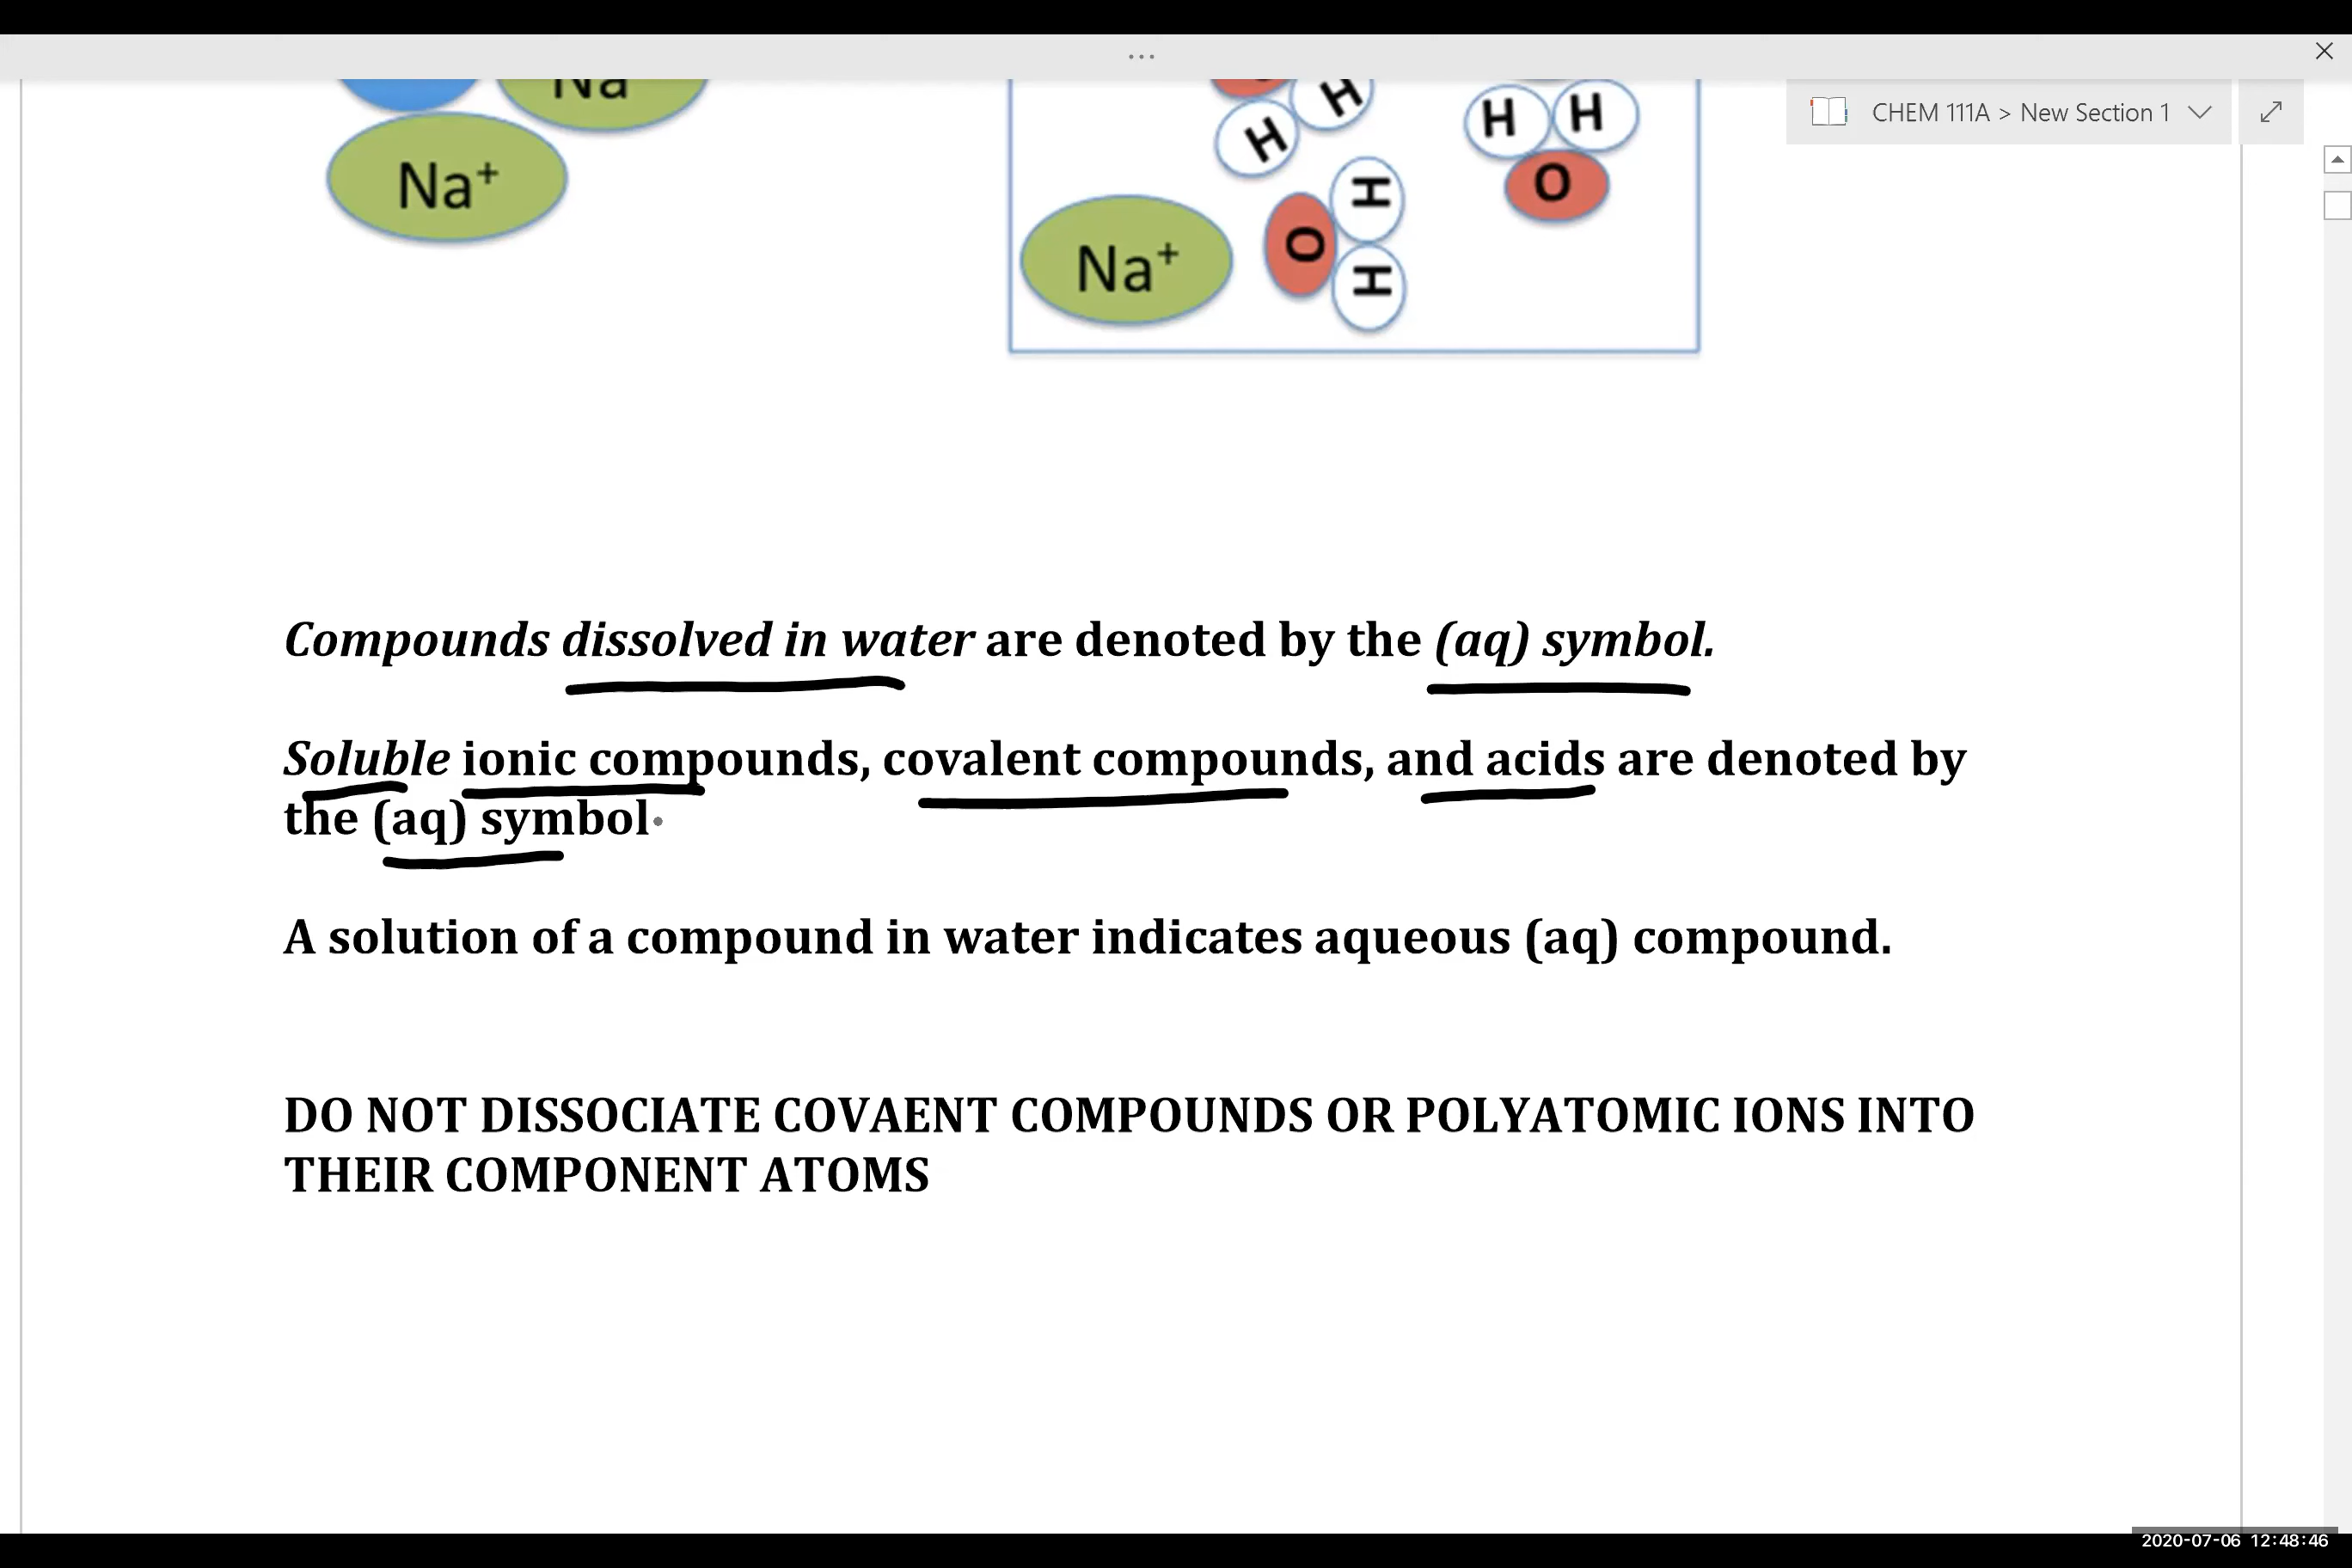 ...
CHEM 111A > New Section 1
Na
H
H H
H
Na⁺
H
O
O
Na⁺
H
Compounds dissolved in water are denoted by the (aq) symbol.
Soluble ionic compounds, covalent compounds, and acids are denoted by
the (aq) symbol.
A solution of a compound in water indicates aqueous (aq) compound.
DO NOT DISSOCIATE COVAENT COMPOUNDS OR POLYATOMIC IONS INTO
THEIR COMPONENT ATOMS
2020-07-06 12:48:46